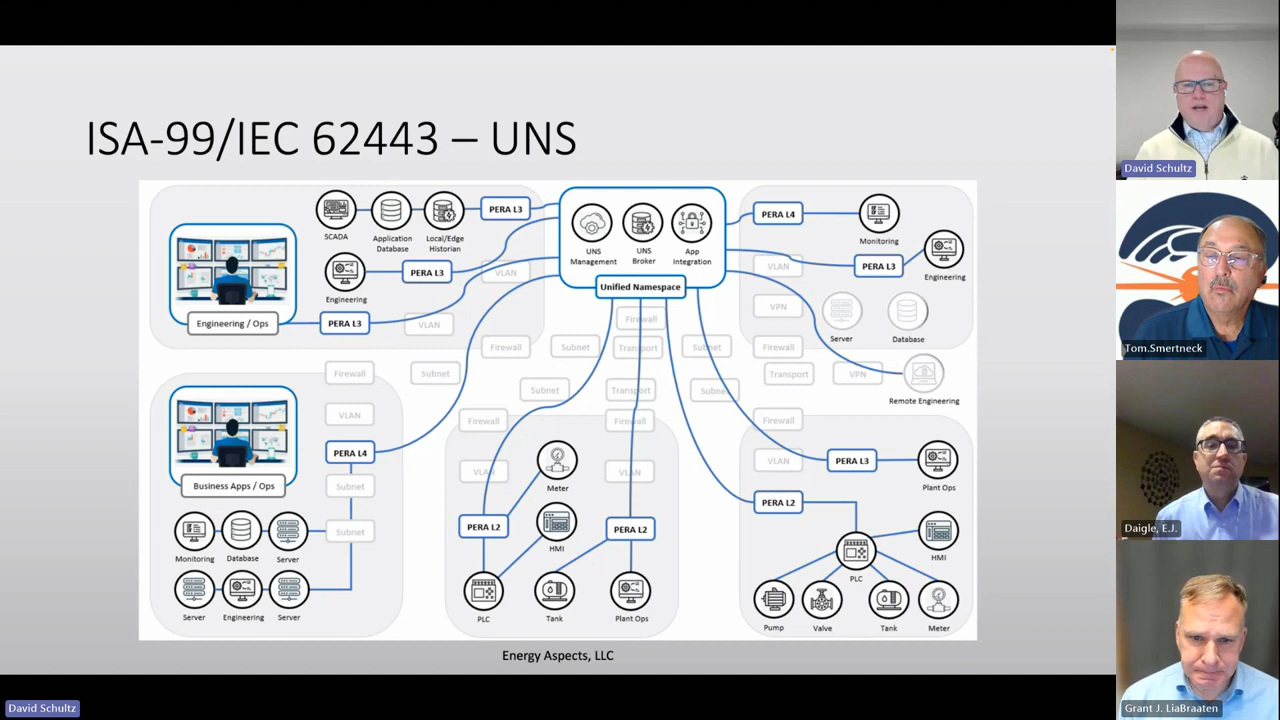 ISA-99/IEC 62443 – UNS
SCADA
Application
Database
Local/Edge
Historian
PERA L3
Engineering
PERA L3
VLAN
Engineering / Ops
PERA L3
VLAN
UNS
Management
UNS
Broker
App
Integration
Unified Namespace
PERA L4
Monitoring
VLAN
PERA L3
Engineering
VPN
Server
Database
Firewall
Firewall
Subnet
Transport
Subnet
Firewall
Firewall
Subnet
Transport
VPN
Remote Engineering
Subnet
Transport
Subnet
VLAN
Firewall
Firewall
Firewall
PERA L4
Business Apps / Ops
Subnet
Subnet
Monitoring
Database
Server
Server
Engineering
Server
VLAN
Meter
VLAN
PERA L2
HMI
PERA L2
PLC
Tank
Plant Ops
VLAN
PERA L3
Plant Ops
PERA L2
PLC
HMI
Pump
Valve
Tank
Meter
Energy Aspects, LLC
David Schultz
David Schultz
Tom.Smertneck
Daigle, E.J.
Grant J. LiaBraaten